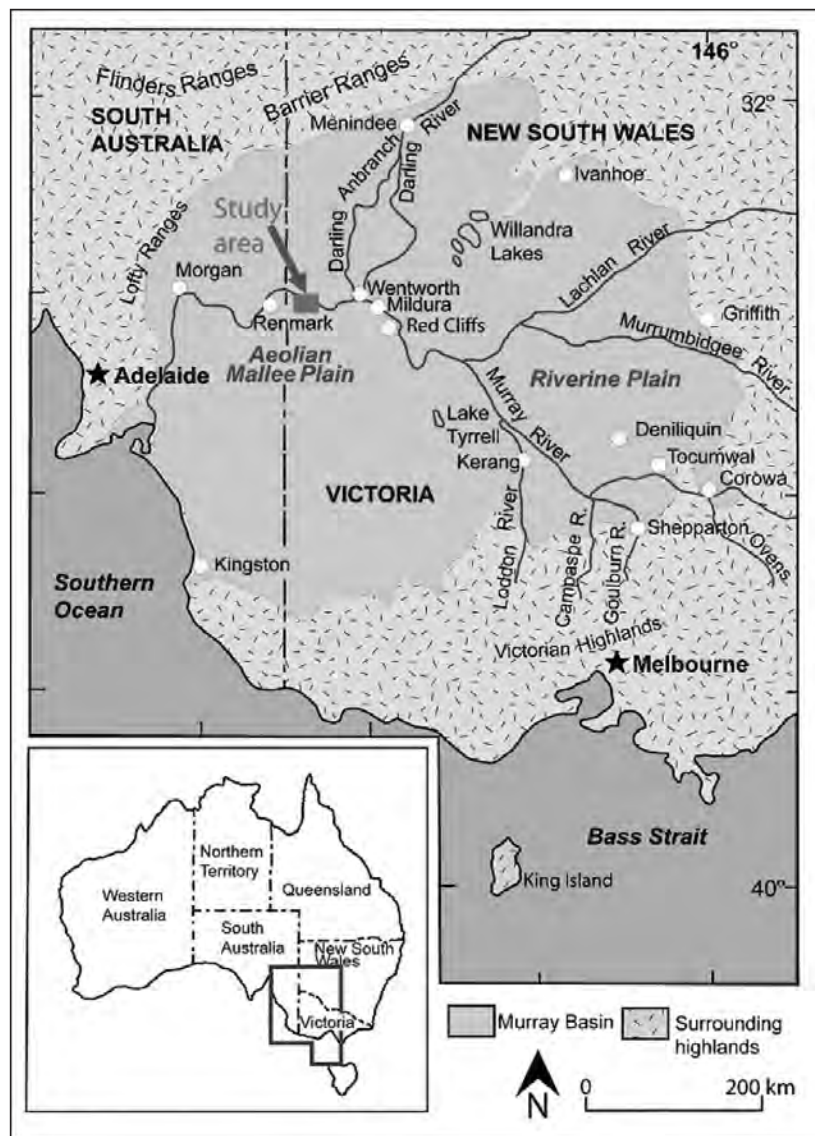 146°
Flinders Ranges
Barrier Ranges
32°
SOUTH
AUSTRALIA
Menindee
River
NEW SOUTH WALES
Anbranch
Darling
Ivanhoe
Study
area
Darling
Willandra
Lakes
Lofty Ranges
Lachlan River
Morgan
Wentworth
Mildura
Griffith
Renmark
Red Cliffs
Murrumbidgee River
Aeolian
Mallee Plain
Adelaide
Riverine Plain
Murray River
Lake
Tyrrell
Deniliquin
Kerang
Tocumwal
VICTORIA
Corowa
Loddon River
Campaspe R.
Goulburn R.
Shepparton
Ovens
Kingston
Southern
Ocean
Victorian Highlands
Melbourne
Bass Strait
King Island
40°
Northern
Territory
Queensland
Western
Australia
South
Australia
New South
Wales
Victoria
Murray Basin
Surrounding
highlands
N
0
200 km